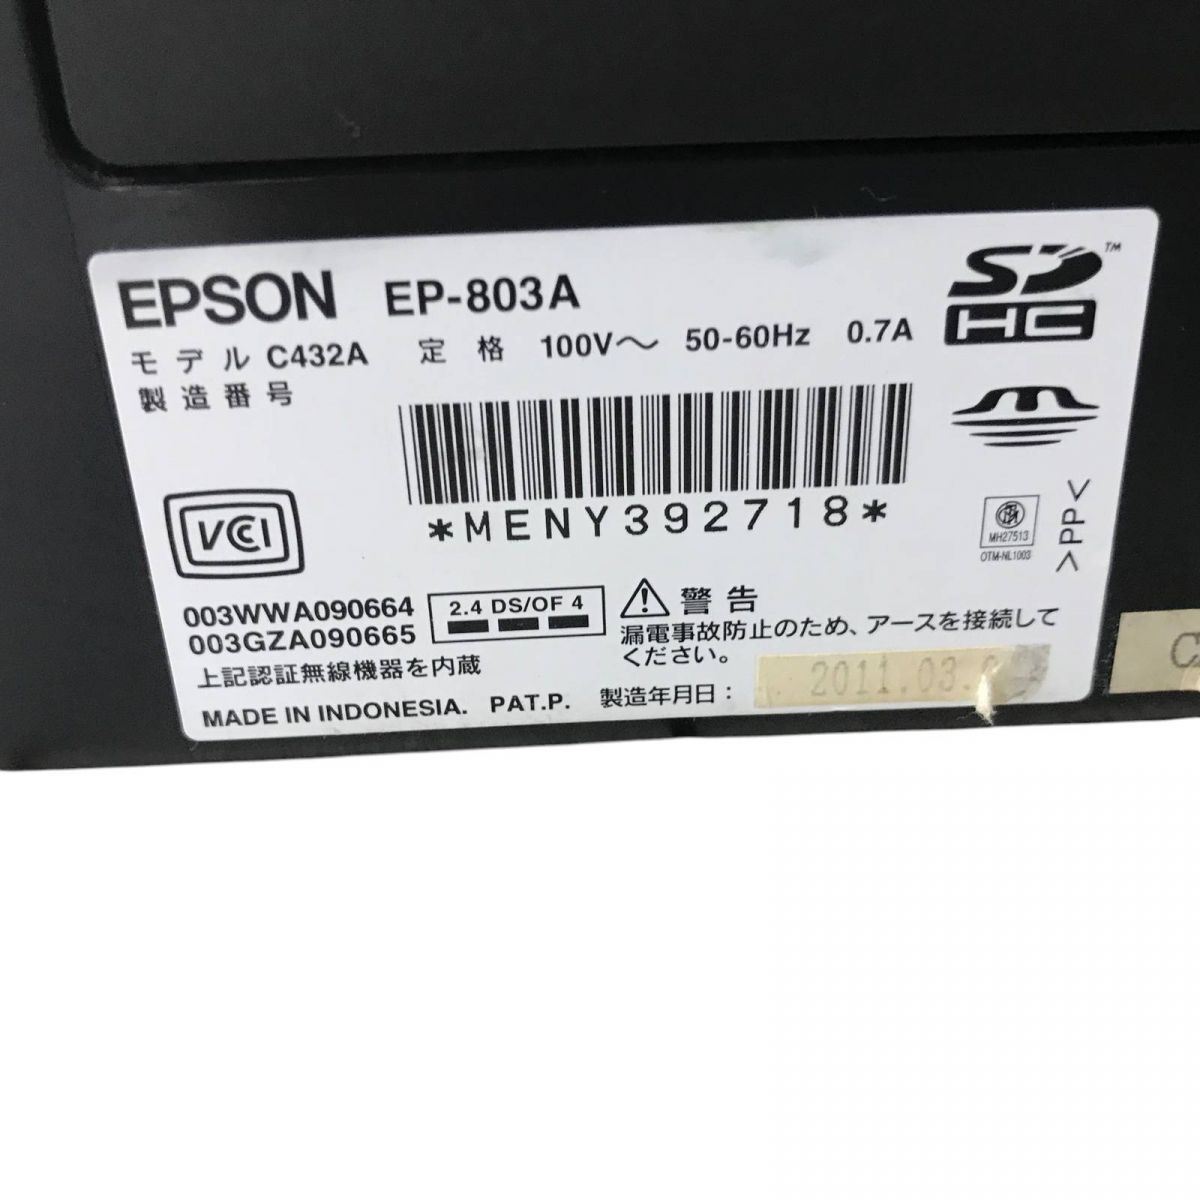 EPSON EP-803A
SD HC ™
モデル C432A 定格 100V～ 50-60Hz 0.7A
製造番号
*MENY392718*
VCCI
MH27513
OTM-NL1003
>PP<
003WWA090664
003GZA090665
2.4 DS/OF 4
上記認証無線機器を内蔵
警告
漏電事故防止のため、アースを接続して
ください。
MADE IN INDONESIA. PAT.P. 製造年月日：
2011.03.
C